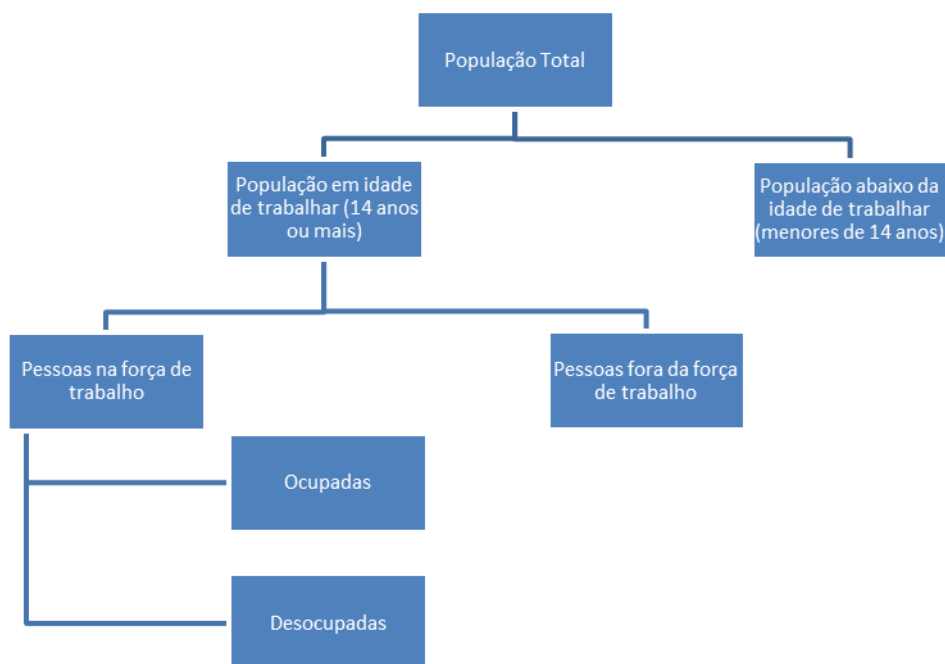 População Total
População em idade
de trabalhar (14 anos
ou mais)
População abaixo da
idade de trabalhar
(menores de 14 anos)
Pessoas na força de
trabalho
Pessoas fora da força
de trabalho
Ocupadas
Desocupadas